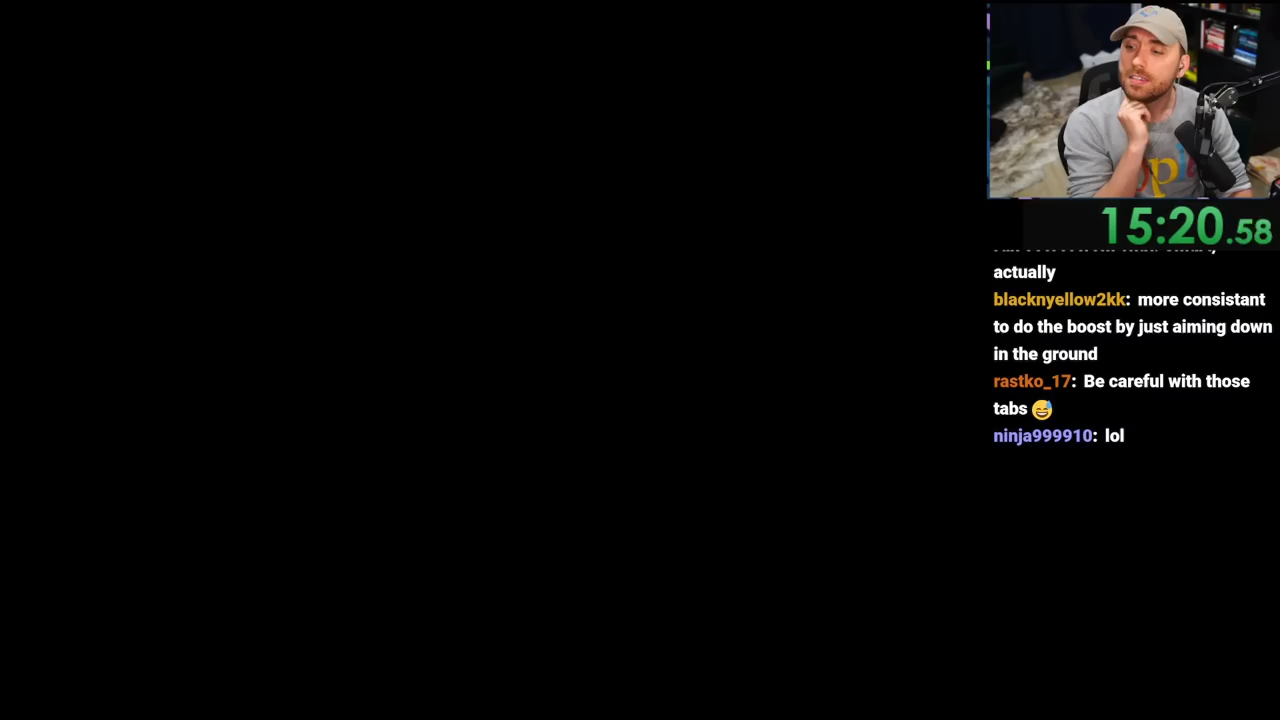 15:20.58
actually
blacknyellow2kk: more consistant
to do the boost by just aiming down
in the ground
rastko_17: Be careful with those
tabs 😅
ninja999910: lol